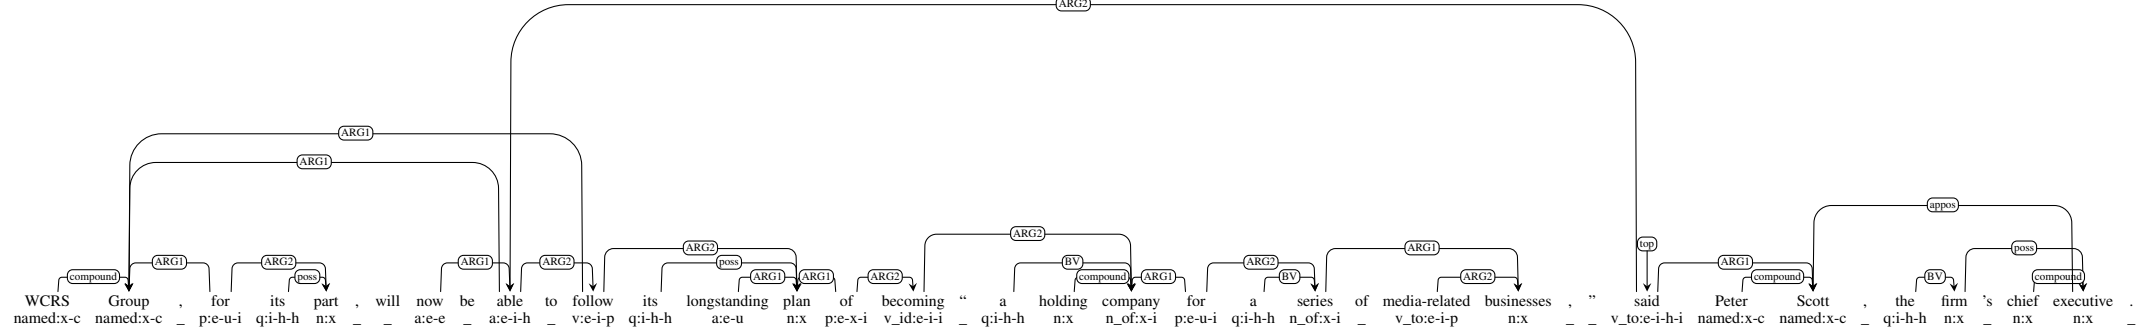 ARG2
ARG1
ARG1
appos
ARG2
top
ARG2 ARG1 poss
ARG1 ARG2 ARG1 ARG2 poss BV ARG2 ARG1 BV
compound poss ARG1 ARG1 ARG2 compound ARG1 BV ARG2 compound compound
WCRS Group , for its part , will now be able to follow its longstanding plan of becoming “ a holding company for a series of media-related businesses , ” said Peter Scott , the firm 's chief executive .
named:x-c named:x-c _ p:e-u-i q:i-h-h n:x _ _ a:e-e _ a:e-i-h _ v:e-i-p q:i-h-h a:e-u n:x p:e-x-i v_id:e-i-i _ q:i-h-h n:x n_of:x-i p:e-u-i q:i-h-h n_of:x-i _ v_to:e-i-p n:x _ _ v_to:e-i-h-i named:x-c named:x-c _ q:i-h-h n:x _ n:x n:x _